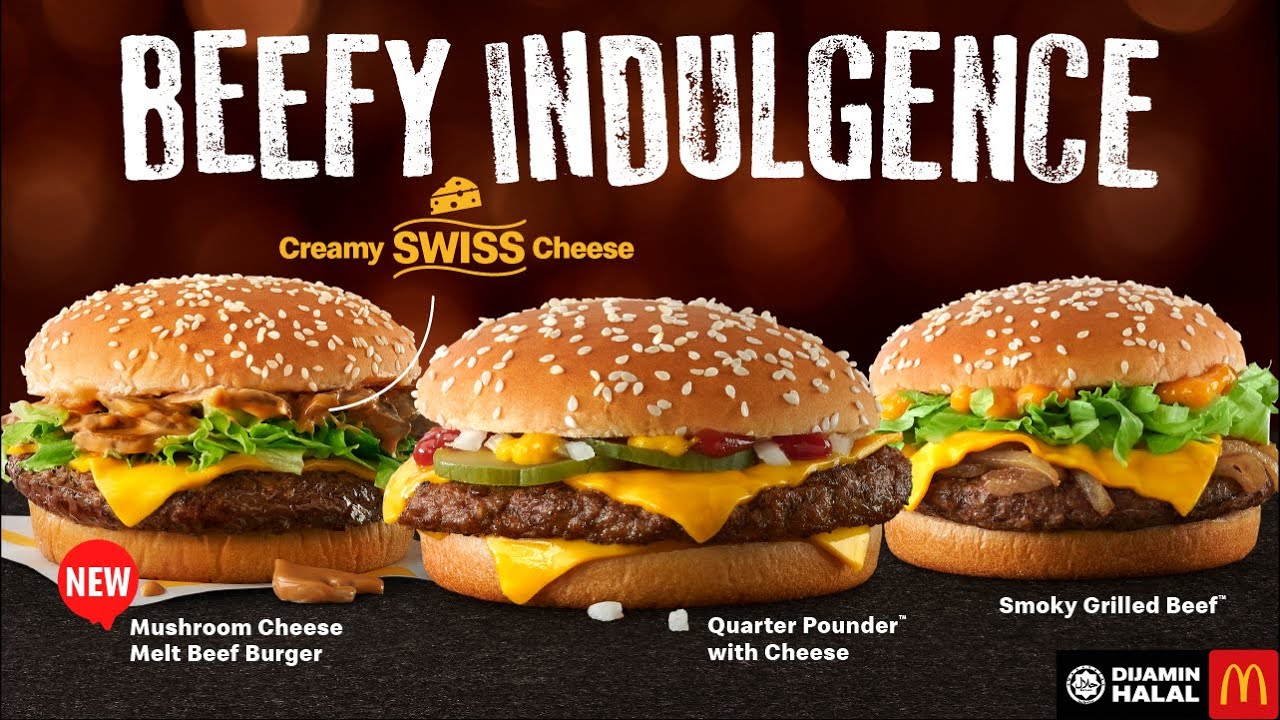 BEEFY INDULGENCE
Creamy SWISS Cheese
NEW
Mushroom Cheese
Melt Beef Burger
Quarter Pounder™
with Cheese
Smoky Grilled Beef™
DIJAMIN
HALAL